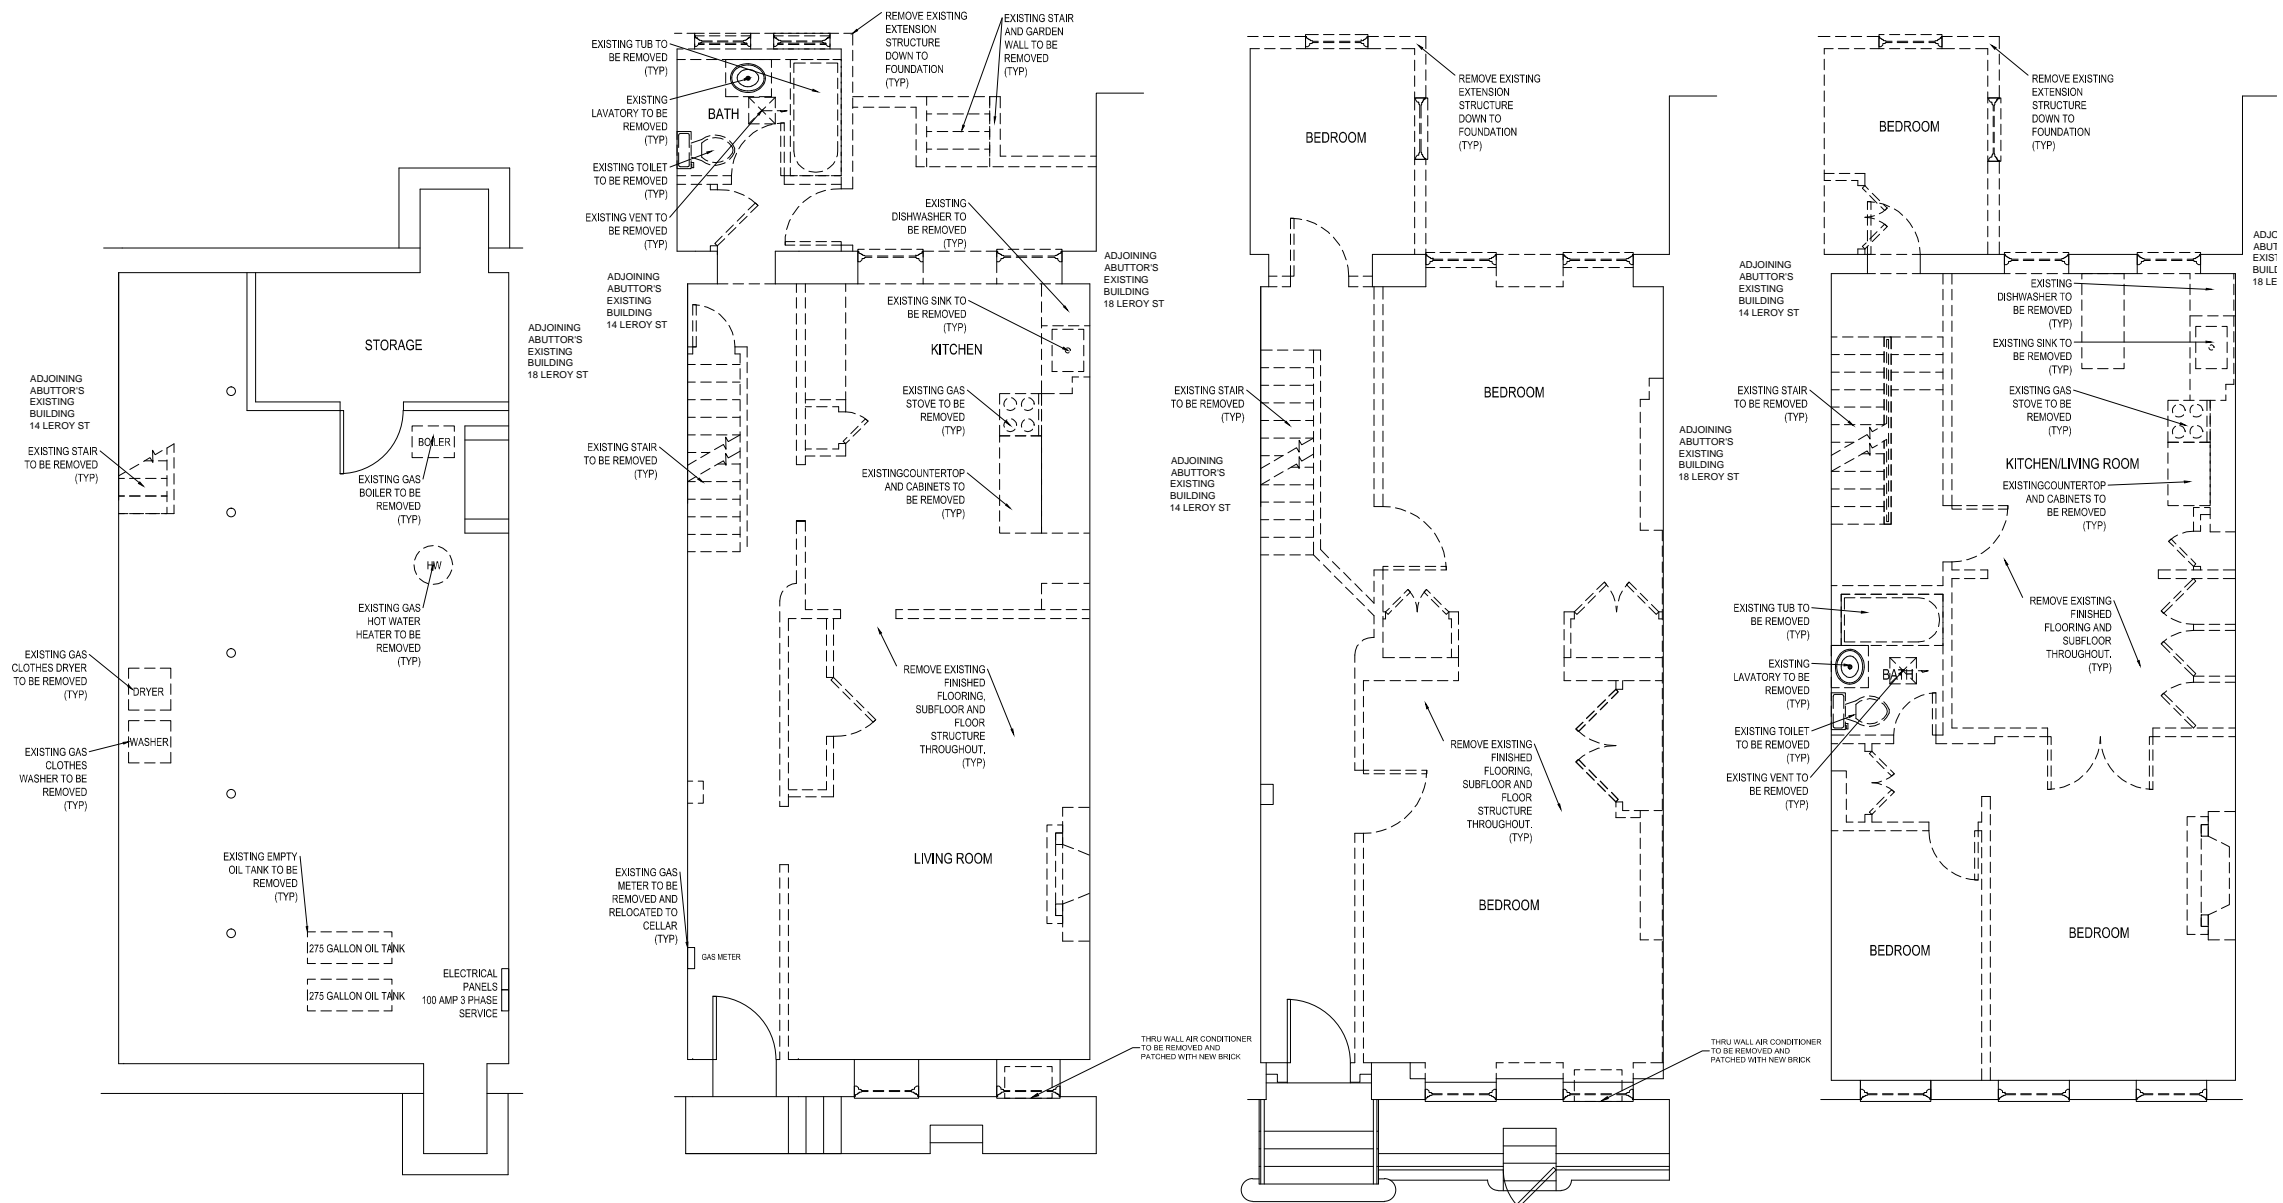 STORAGE
ADJOINING
ABUTTOR'S
EXISTING
BUILDING
14 LEROY ST
EXISTING STAIR
TO BE REMOVED
(TYP)
BOILER
EXISTING GAS
BOILER TO BE
REMOVED
(TYP)
HW
EXISTING GAS
HOT WATER
HEATER TO BE
REMOVED
(TYP)
EXISTING GAS
CLOTHES DRYER
TO BE REMOVED
(TYP)
DRYER
WASHER
EXISTING GAS
CLOTHES
WASHER TO BE
REMOVED
(TYP)
EXISTING EMPTY
OIL TANK TO BE
REMOVED
(TYP)
275 GALLON OIL TANK
275 GALLON OIL TANK
ELECTRICAL
PANELS
100 AMP 3 PHASE
SERVICE
ADJOINING
ABUTTOR'S
EXISTING
BUILDING
18 LEROY ST
EXISTING TUB TO
BE REMOVED
(TYP)
EXISTING
LAVATORY TO BE
REMOVED
(TYP)
BATH
EXISTING TOILET
TO BE REMOVED
(TYP)
EXISTING VENT TO
BE REMOVED
(TYP)
REMOVE EXISTING
EXTENSION
STRUCTURE
DOWN TO
FOUNDATION
(TYP)
EXISTING STAIR
AND GARDEN
WALL TO BE
REMOVED
(TYP)
EXISTING
DISHWASHER TO
BE REMOVED
(TYP)
ADJOINING
ABUTTOR'S
EXISTING
BUILDING
14 LEROY ST
ADJOINING
ABUTTOR'S
EXISTING
BUILDING
18 LEROY ST
EXISTING SINK TO
BE REMOVED
(TYP)
KITCHEN
EXISTING GAS
STOVE TO BE
REMOVED
(TYP)
EXISTING STAIR
TO BE REMOVED
(TYP)
EXISTINGCOUNTERTOP
AND CABINETS TO
BE REMOVED
(TYP)
REMOVE EXISTING
FINISHED
FLOORING,
SUBFLOOR AND
FLOOR
STRUCTURE
THROUGHOUT.
(TYP)
LIVING ROOM
EXISTING GAS
METER TO BE
REMOVED AND
RELOCATED TO
CELLAR
(TYP)
GAS METER
THRU WALL AIR CONDITIONER
TO BE REMOVED AND
PATCHED WITH NEW BRICK
BEDROOM
REMOVE EXISTING
EXTENSION
STRUCTURE
DOWN TO
FOUNDATION
(TYP)
EXISTING STAIR
TO BE REMOVED
(TYP)
BEDROOM
ADJOINING
ABUTTOR'S
EXISTING
BUILDING
14 LEROY ST
ADJOINING
ABUTTOR'S
EXISTING
BUILDING
18 LEROY ST
REMOVE EXISTING
FINISHED
FLOORING,
SUBFLOOR AND
FLOOR
STRUCTURE
THROUGHOUT.
(TYP)
BEDROOM
THRU WALL AIR CONDITIONER
TO BE REMOVED AND
PATCHED WITH NEW BRICK
BEDROOM
REMOVE EXISTING
EXTENSION
STRUCTURE
DOWN TO
FOUNDATION
(TYP)
ADJOINING
ABUTTOR'S
EXISTING
BUILDING
14 LEROY ST
EXISTING
DISHWASHER TO
BE REMOVED
(TYP)
EXISTING SINK TO
BE REMOVED
(TYP)
EXISTING STAIR
TO BE REMOVED
(TYP)
EXISTING GAS
STOVE TO BE
REMOVED
(TYP)
KITCHEN/LIVING ROOM
EXISTINGCOUNTERTOP
AND CABINETS TO
BE REMOVED
(TYP)
EXISTING TUB TO
BE REMOVED
(TYP)
REMOVE EXISTING
FINISHED
FLOORING AND
SUBFLOOR
THROUGHOUT.
(TYP)
EXISTING
LAVATORY TO BE
REMOVED
(TYP)
BATH
EXISTING TOILET
TO BE REMOVED
(TYP)
EXISTING VENT TO
BE REMOVED
(TYP)
BEDROOM
BEDROOM
18 LE